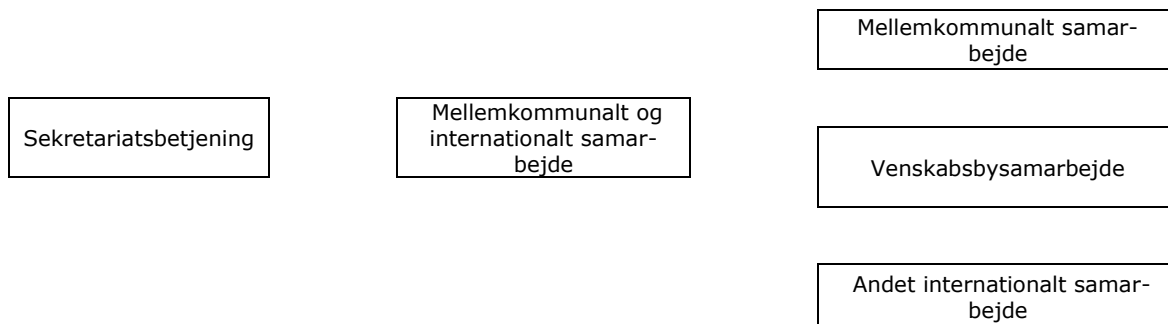 Sekretariatsbetjening
Mellemkommunalt og
internationalt samar-
bejde
Mellemkommunalt samar-
bejde
Venskabsbysamarbejde
Andet internationalt samar-
bejde